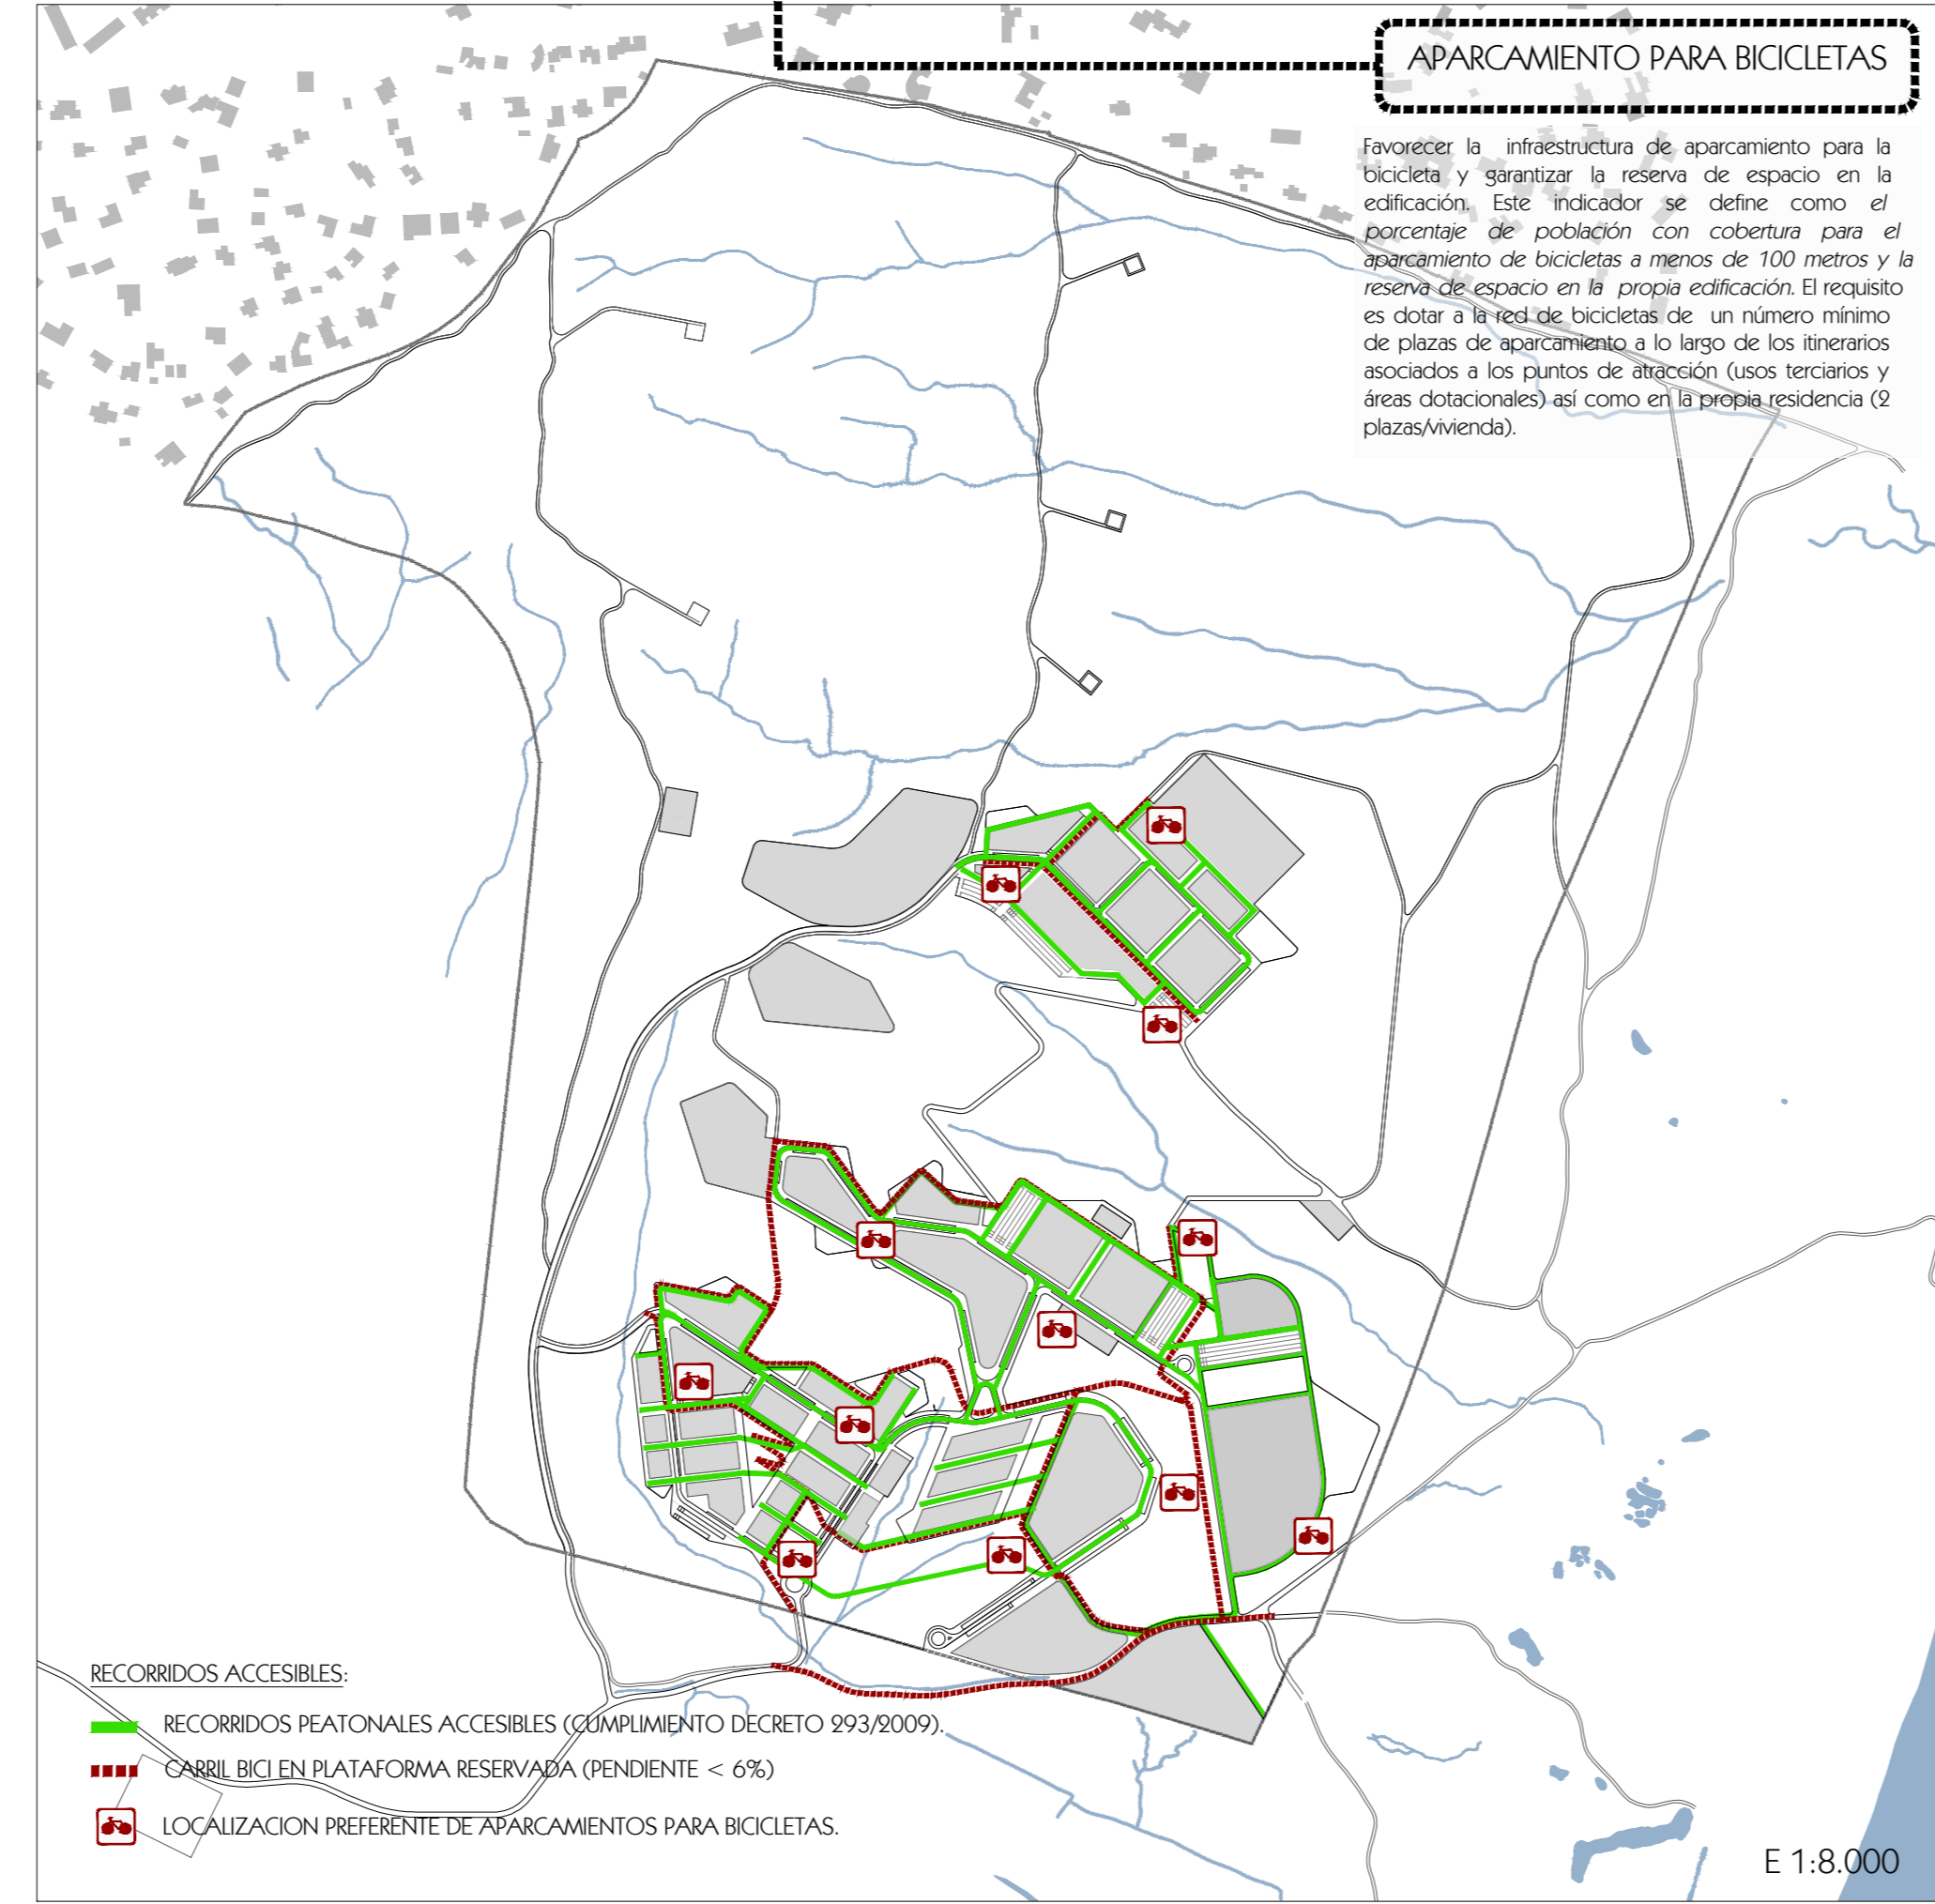 APARCAMIENTO PARA BICICLETAS
Favorecer la infraestructura de aparcamiento para la
bicicleta y garantizar la reserva de espacio en la
edificación. Este indicador se define como el
porcentaje de población con cobertura para el
aparcamiento de bicicletas a menos de 100 metros y la
reserva de espacio en la propia edificación. El requisito
es dotar a la red de bicicletas de un número mínimo
de plazas de aparcamiento a lo largo de los itinerarios
asociados a los puntos de atracción (usos terciarios y
áreas dotacionales) así como en la propia residencia (2
plazas/vivienda).
RECORRIDOS ACCESIBLES:
RECORRIDOS PEATONALES ACCESIBLES (CUMPLIMIENTO DECRETO 293/2009).
CARRIL BICI EN PLATAFORMA RESERVADA (PENDIENTE < 6%)
LOCALIZACION PREFERENTE DE APARCAMIENTOS PARA BICICLETAS.
E 1:8.000